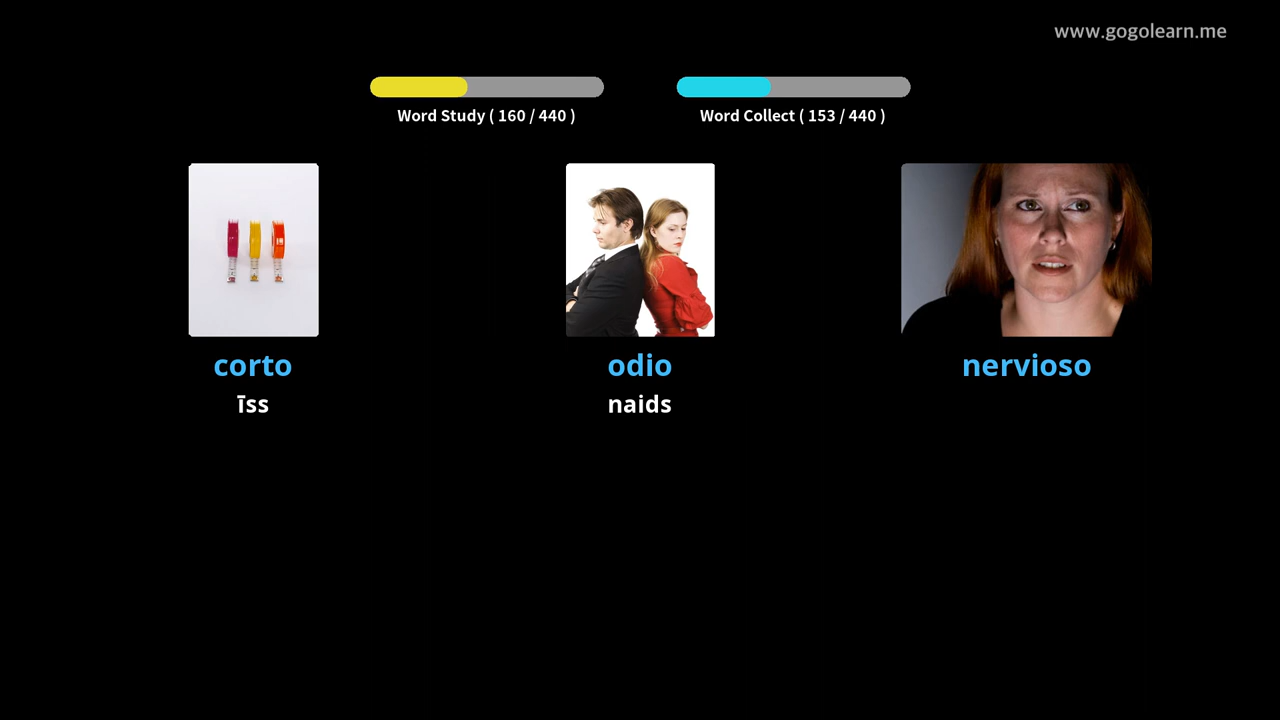 www.gogolearn.me
Word Study ( 160 / 440 )
Word Collect ( 153 / 440 )
corto
odio
nervioso
īss
naids